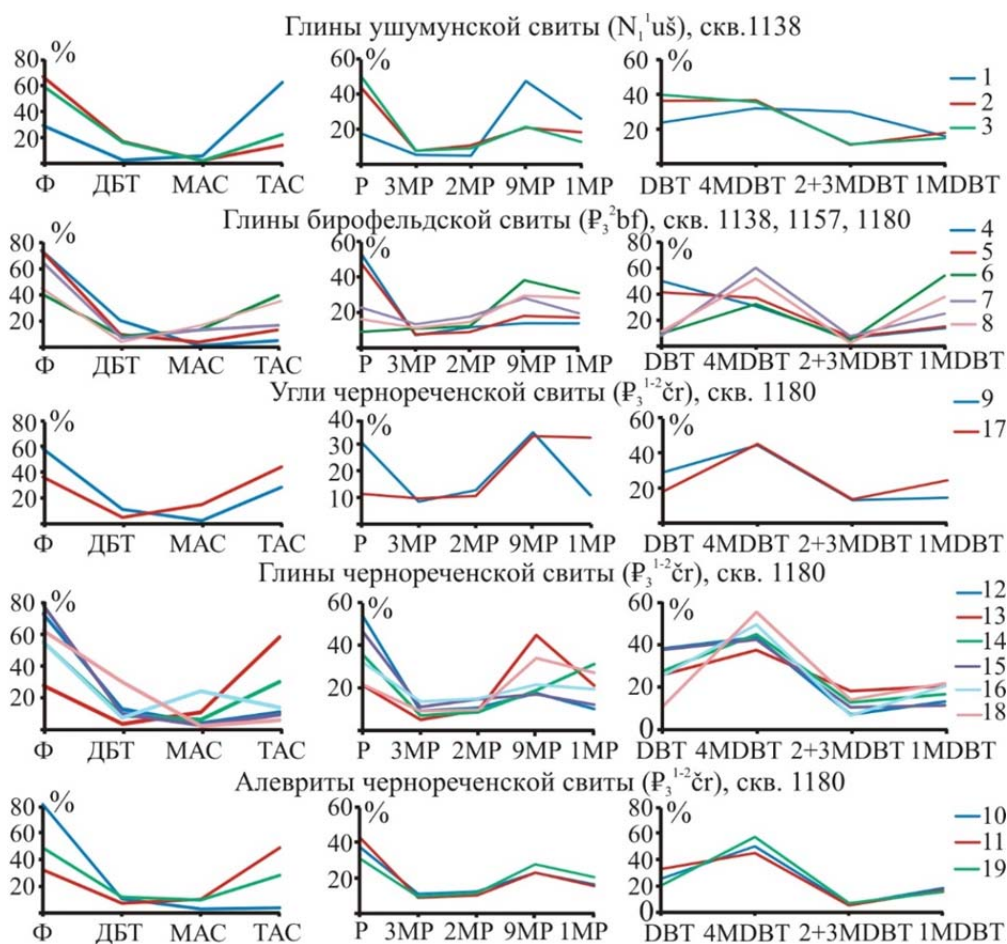 Глины ушумунской свиты (N₁¹uš), скв.1138
% % %
80 60 60 1
60 40 40 2
40 20 20 3
20
Ф ДБТ МАС ТАС P 3MP 2MP 9MP 1MP DBT 4MDBT 2+3MDBT 1MDBT
Глины бирофельдской свиты (₽₃²bf), скв. 1138, 1157, 1180
% % %
80 60 80 4
60 40 60 5
40 20 40 6
20 20 7
8
Ф ДБТ МАС ТАС P 3MP 2MP 9MP 1MP DBT 4MDBT 2+3MDBT 1MDBT
Угли чернореченской свиты (₽₃¹⁻²čr), скв. 1180
% % %
80 40 60 9
60 30 40 17
40 20 20
20 10
Ф ДБТ МАС ТАС P 3MP 2MP 9MP 1MP DBT 4MDBT 2+3MDBT 1MDBT
Глины чернореченской свиты (₽₃¹⁻²čr), скв. 1180
% % %
80 60 60 12
60 40 40 13
40 20 20 14
20 0 15
16
18
Ф ДБТ МАС ТАС P 3MP 2MP 9MP 1MP DBT 4MDBT 2+3MDBT 1MDBT
Алевриты чернореченской свиты (₽₃¹⁻²čr), скв. 1180
% % %
80 60 80 10
60 40 60 11
40 20 40 19
20 20
0
Ф ДБТ МАС ТАС P 3MP 2MP 9MP 1MP DBT 4MDBT 2+3MDBT 1MDBT